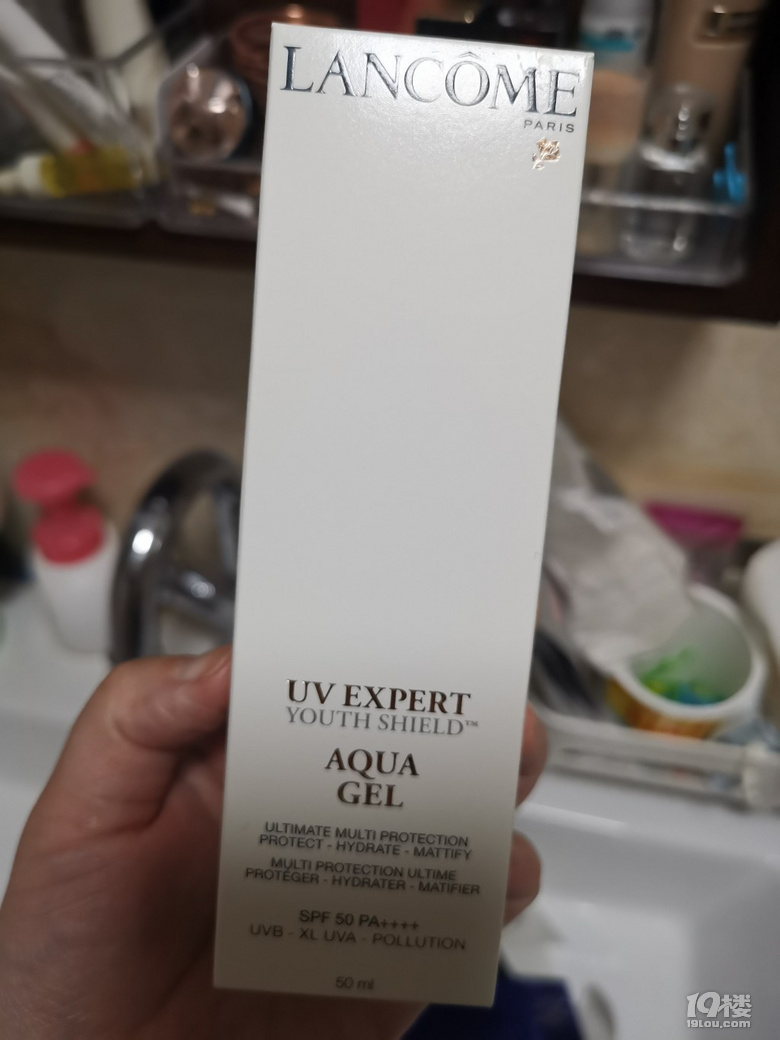 LANCÔME
PARIS
UV EXPERT
YOUTH SHIELD™
AQUA
GEL
ULTIMATE MULTI PROTECTION
PROTECT - HYDRATE - MATTIFY
MULTI PROTECTION ULTIME
PROTÉGER - HYDRATER - MATIFIER
SPF 50 PA++++
UVB - XL UVA - POLLUTION
50 ml
19楼
19lou.com